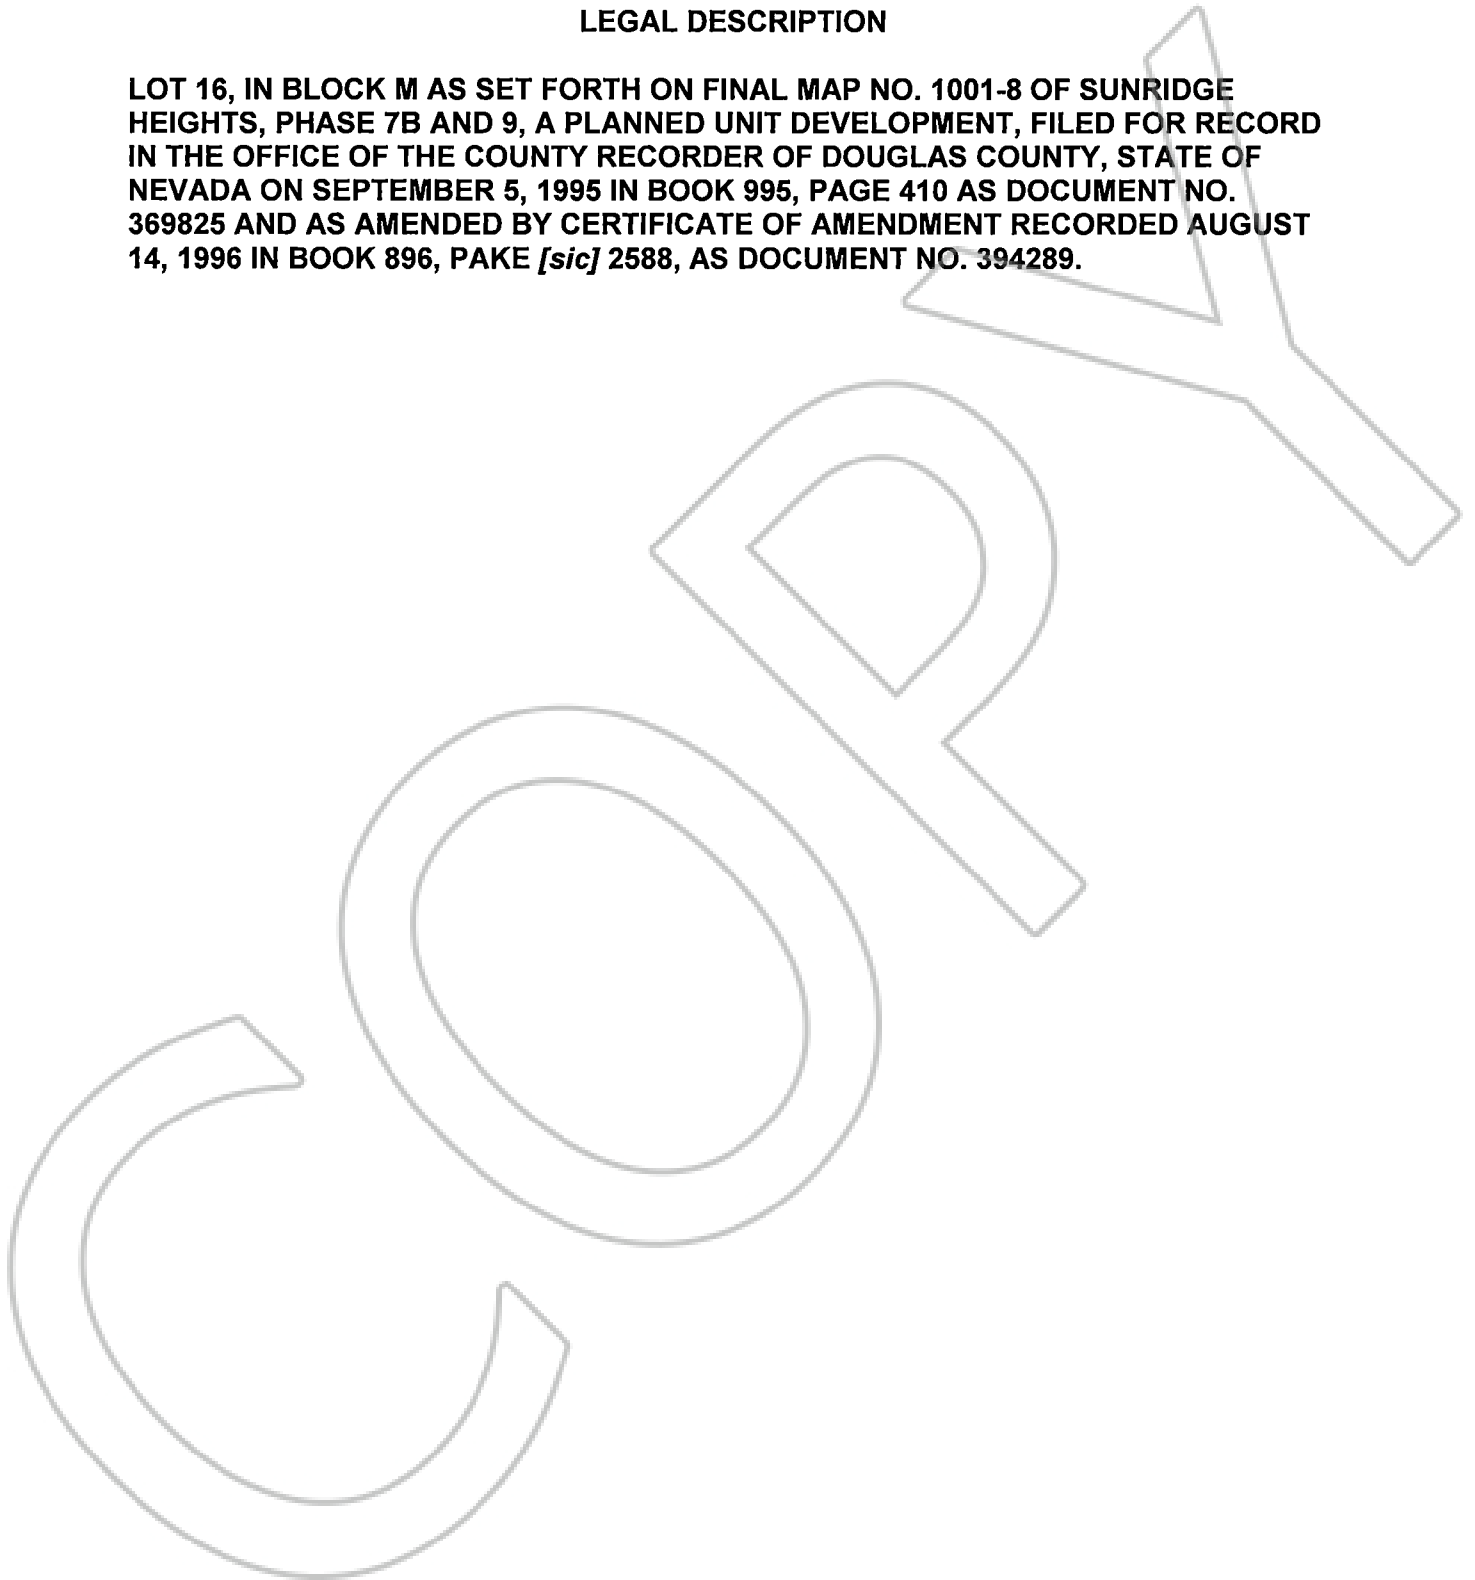 LEGAL DESCRIPTION
LOT 16, IN BLOCK M AS SET FORTH ON FINAL MAP NO. 1001-8 OF SUNRIDGE
HEIGHTS, PHASE 7B AND 9, A PLANNED UNIT DEVELOPMENT, FILED FOR RECORD
IN THE OFFICE OF THE COUNTY RECORDER OF DOUGLAS COUNTY, STATE OF
NEVADA ON SEPTEMBER 5, 1995 IN BOOK 995, PAGE 410 AS DOCUMENT NO.
369825 AND AS AMENDED BY CERTIFICATE OF AMENDMENT RECORDED AUGUST
14, 1996 IN BOOK 896, PAKE [sic] 2588, AS DOCUMENT NO. 394289.
COPY